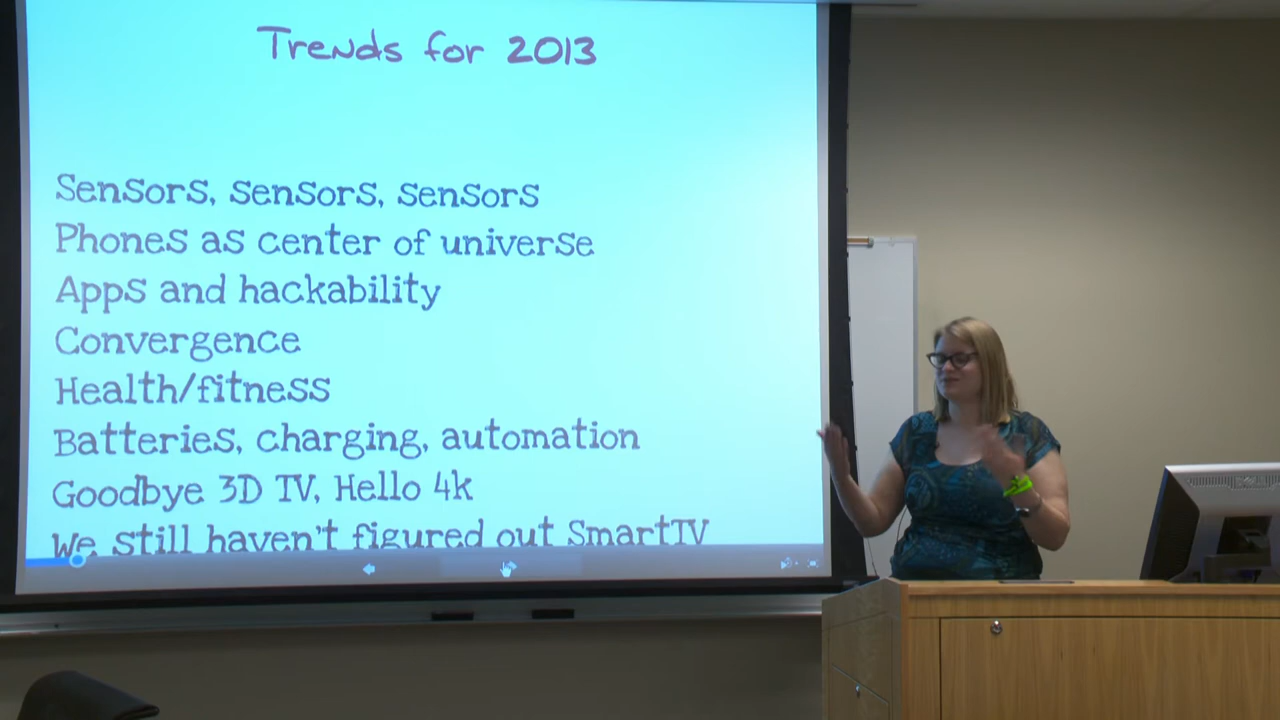 Trends for 2013
Sensors, sensors, sensors
Phones as center of universe
Apps and hackability
Convergence
Health/fitness
Batteries, charging, automation
Goodbye 3D TV, Hello 4k
We still haven't figured out SmartTV